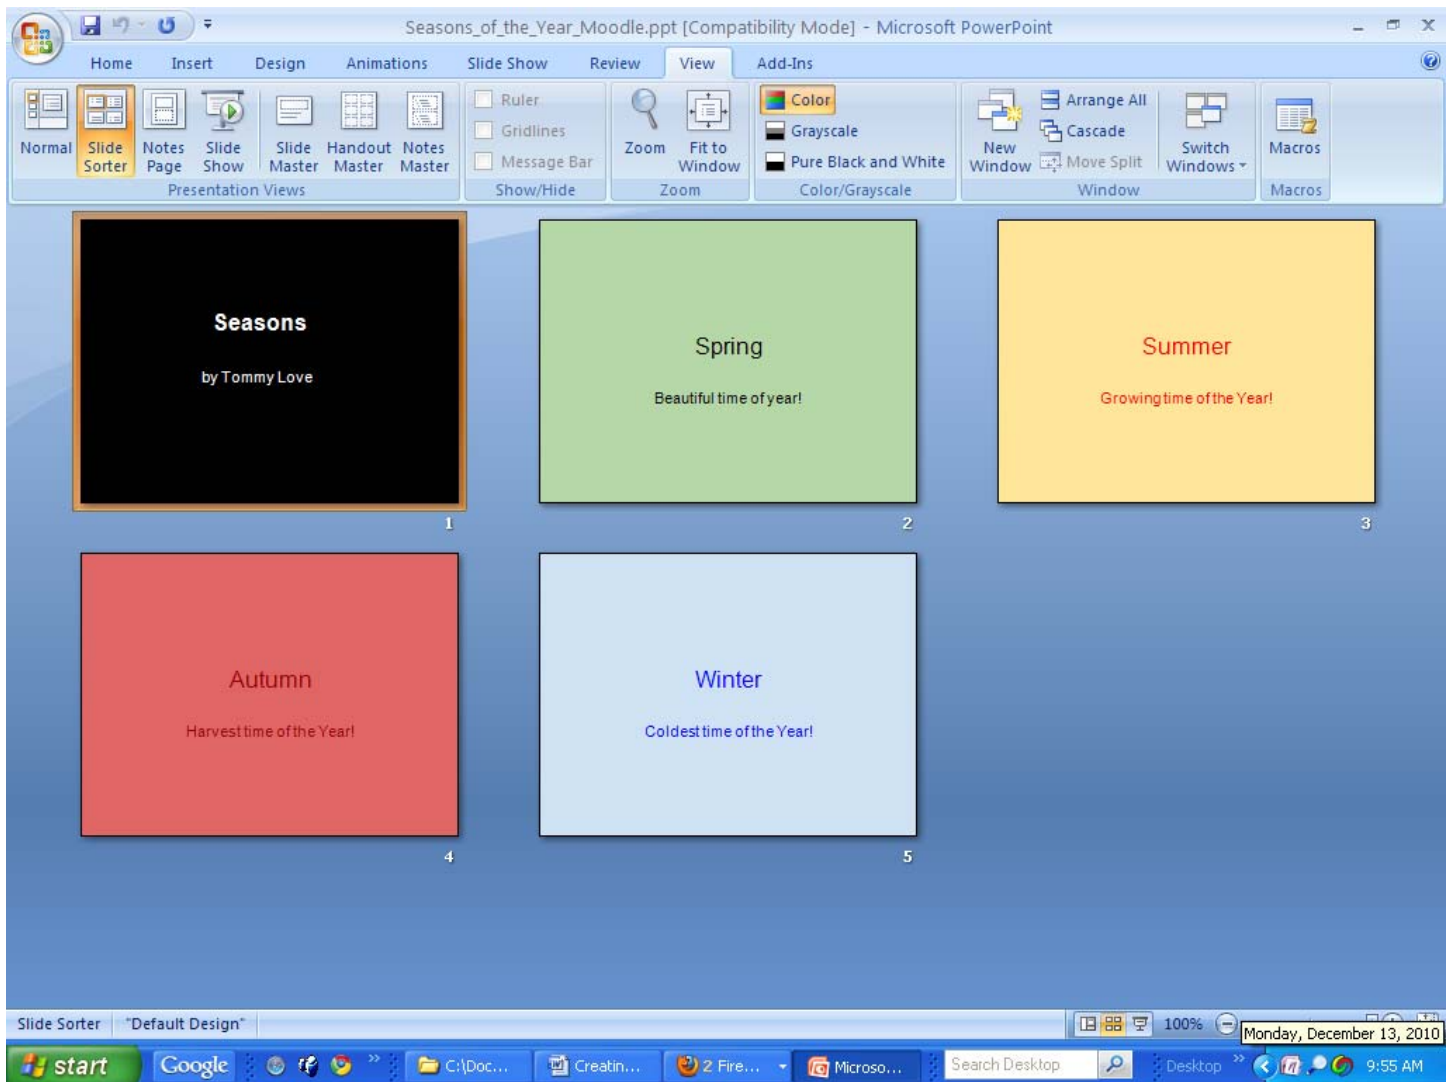 Seasons_of_the_Year_Moodle.ppt [Compatibility Mode] - Microsoft PowerPoint
Home Insert Design Animations Slide Show Review View Add-Ins
Normal Slide Sorter Notes Page Slide Show Slide Master Handout Master Notes Master
Presentation Views
Ruler
Gridlines
Message Bar
Show/Hide
Zoom Fit to Window
Zoom
Color
Grayscale
Pure Black and White
Color/Grayscale
New Window
Arrange All
Cascade
Move Split
Switch Windows
Window
Macros
Macros
Seasons
by Tommy Love
1
Spring
Beautiful time of year!
2
Summer
Growing time of the Year!
3
Autumn
Harvest time of the Year!
4
Winter
Coldest time of the Year!
5
Slide Sorter "Default Design" 100%
Monday, December 13, 2010
start Google C:\Doc... Creatin... 2 Fire... Microso... Search Desktop Desktop 9:55 AM